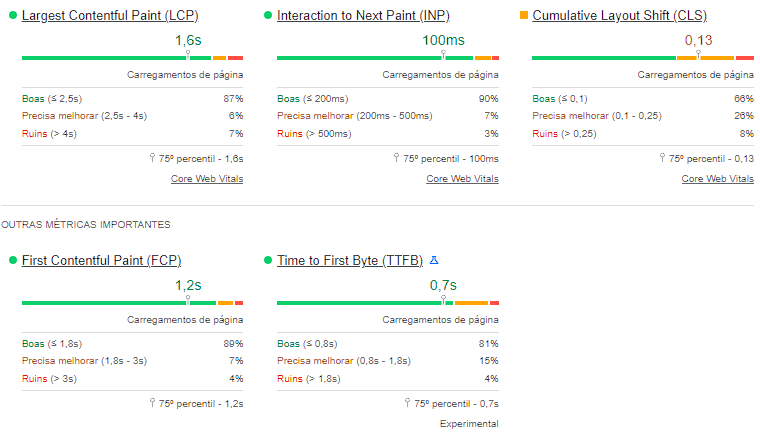 Largest Contentful Paint (LCP)
1,6s
Carregamentos de página
Boas (≤ 2,5s) 87%
Precisa melhorar (2,5s - 4s) 6%
Ruins (> 4s) 7%
75º percentil - 1,6s
Core Web Vitals
Interaction to Next Paint (INP)
100ms
Carregamentos de página
Boas (≤ 200ms) 90%
Precisa melhorar (200ms - 500ms) 7%
Ruins (> 500ms) 3%
75º percentil - 100ms
Core Web Vitals
Cumulative Layout Shift (CLS)
0,13
Carregamentos de página
Boas (≤ 0,1) 66%
Precisa melhorar (0,1 - 0,25) 26%
Ruins (> 0,25) 8%
75º percentil - 0,13
Core Web Vitals
OUTRAS MÉTRICAS IMPORTANTES
First Contentful Paint (FCP)
1,2s
Carregamentos de página
Boas (≤ 1,8s) 89%
Precisa melhorar (1,8s - 3s) 7%
Ruins (> 3s) 4%
75º percentil - 1,2s
Time to First Byte (TTFB)
0,7s
Carregamentos de página
Boas (≤ 0,8s) 81%
Precisa melhorar (0,8s - 1,8s) 15%
Ruins (> 1,8s) 4%
75º percentil - 0,7s
Experimental